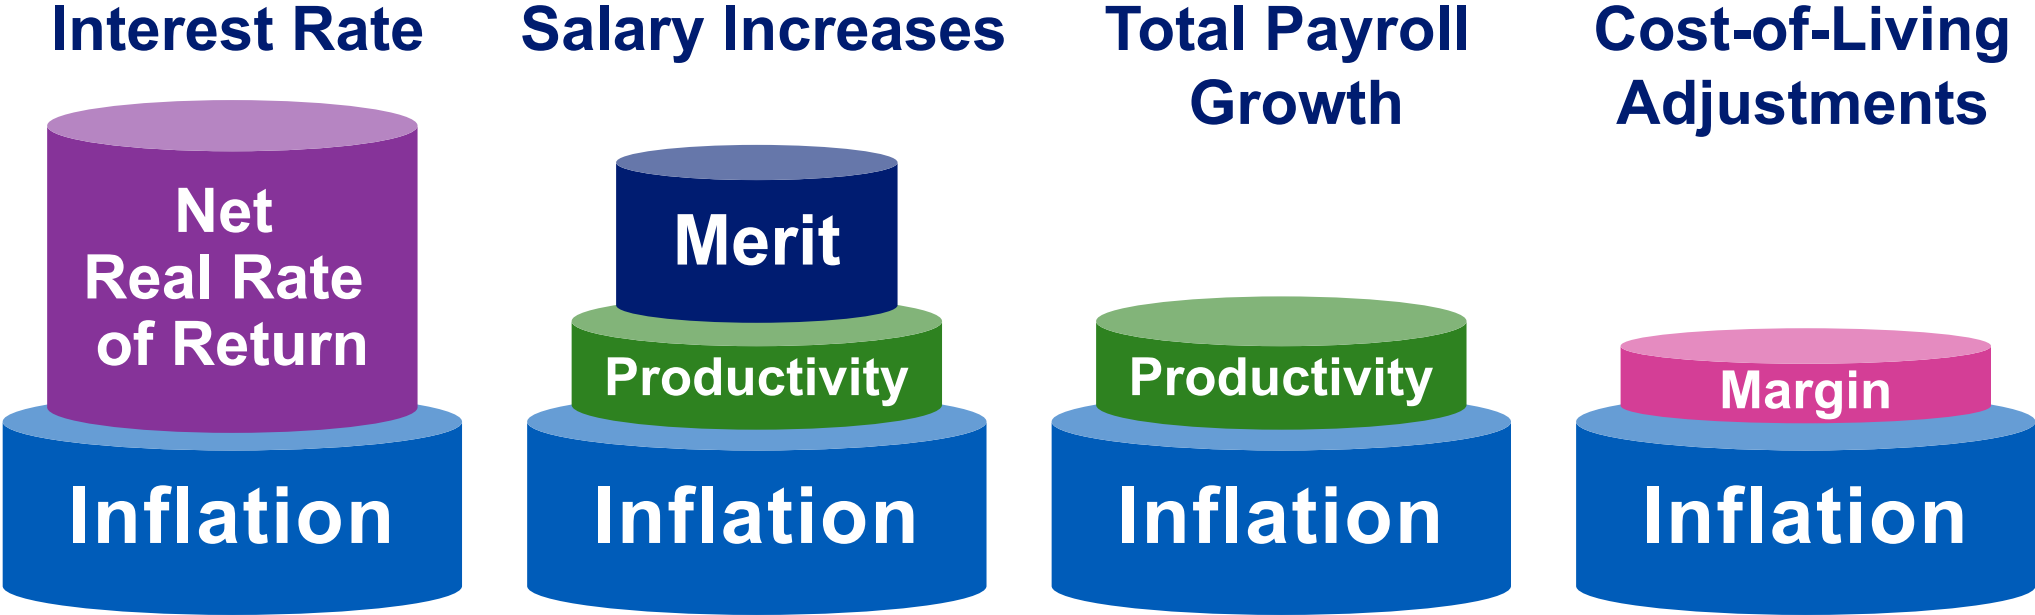 Interest Rate
Net
Real Rate
of Return
Inflation
Salary Increases
Merit
Productivity
Inflation
Total Payroll
Growth
Productivity
Inflation
Cost-of-Living
Adjustments
Margin
Inflation